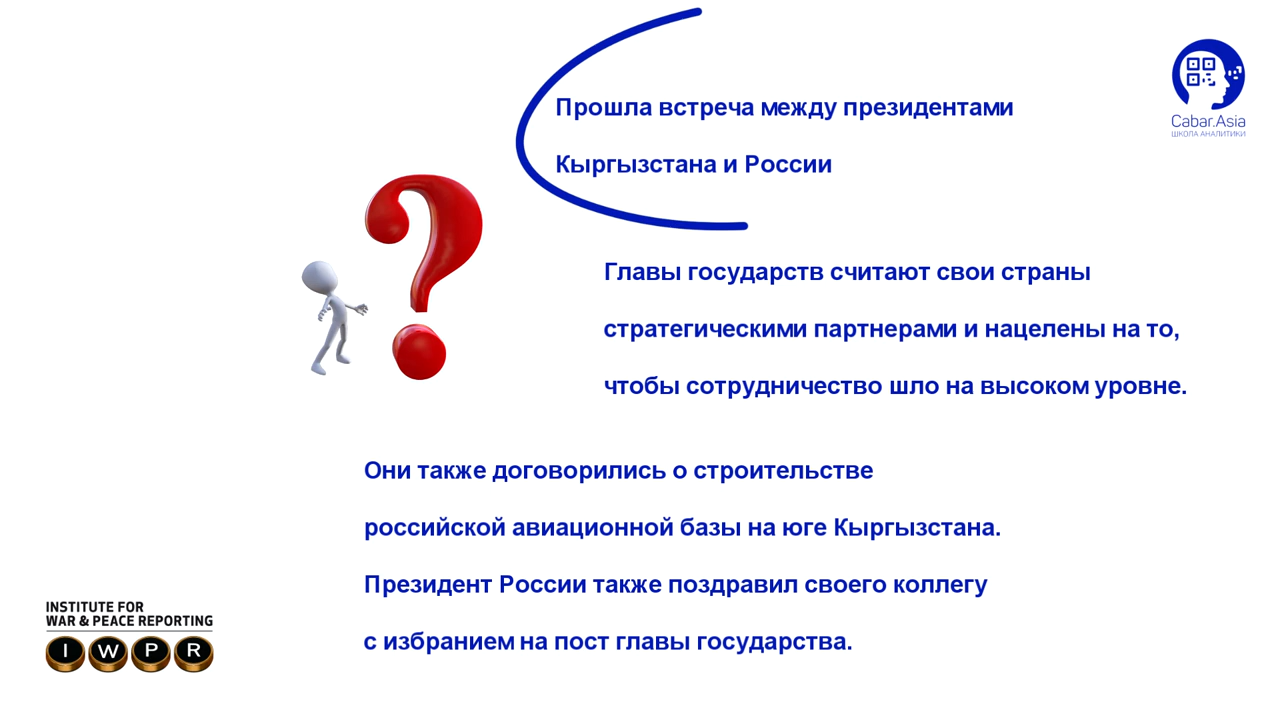 Прошла встреча между президентами
Кыргызстана и России
Cabar.Asia
ШКОЛА АНАЛИТИКИ
Главы государств считают свои страны
стратегическими партнерами и нацелены на то,
чтобы сотрудничество шло на высоком уровне.
Они также договорились о строительстве
российской авиационной базы на юге Кыргызстана.
Президент России также поздравил своего коллегу
с избранием на пост главы государства.
INSTITUTE FOR
WAR & PEACE REPORTING
I W P R